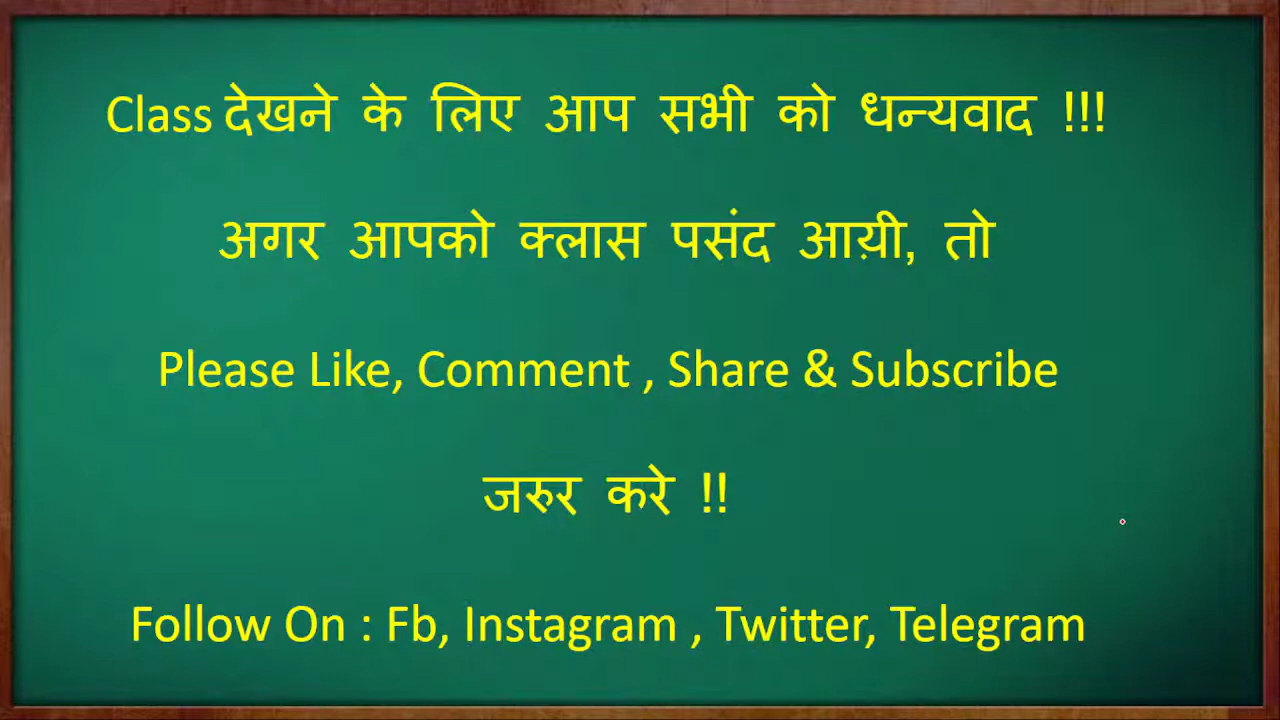 Class देखने के लिए आप सभी को धन्यवाद !!!
अगर आपको क्लास पसंद आय़ी, तो
Please Like, Comment , Share & Subscribe
जरुर करे !!
Follow On : Fb, Instagram , Twitter, Telegram